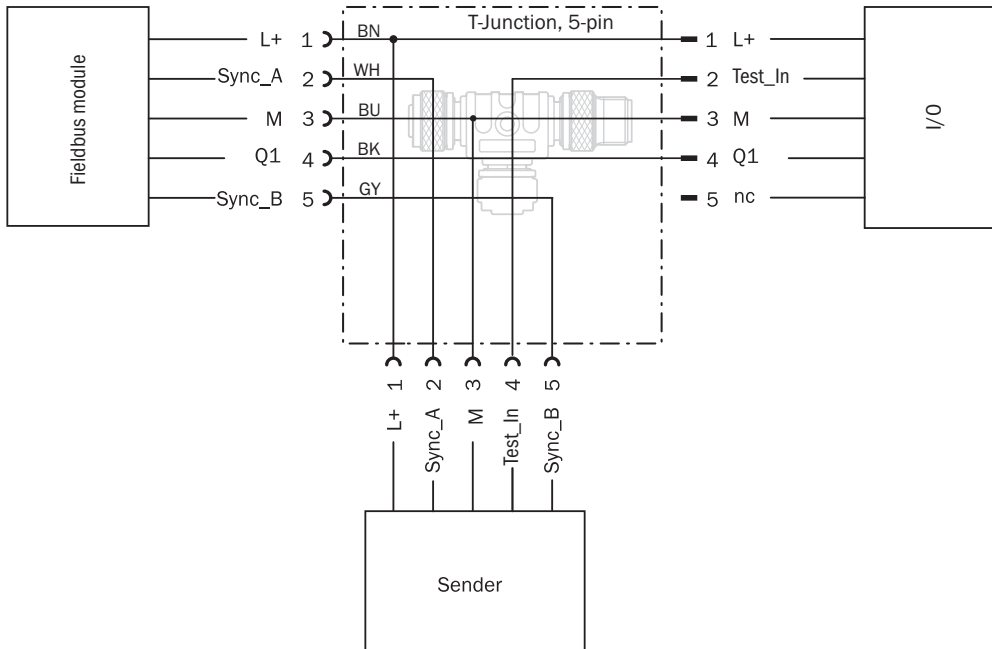 T-Junction, 5-pin
Fieldbus module
L+ 1 BN
Sync_A 2 WH
M 3 BU
Q1 4 BK
Sync_B 5 GY
1 L+
2 Test_In
3 M
4 Q1
5 nc
I/O
1 L+
2 Sync_A
3 M
4 Test_In
5 Sync_B
Sender